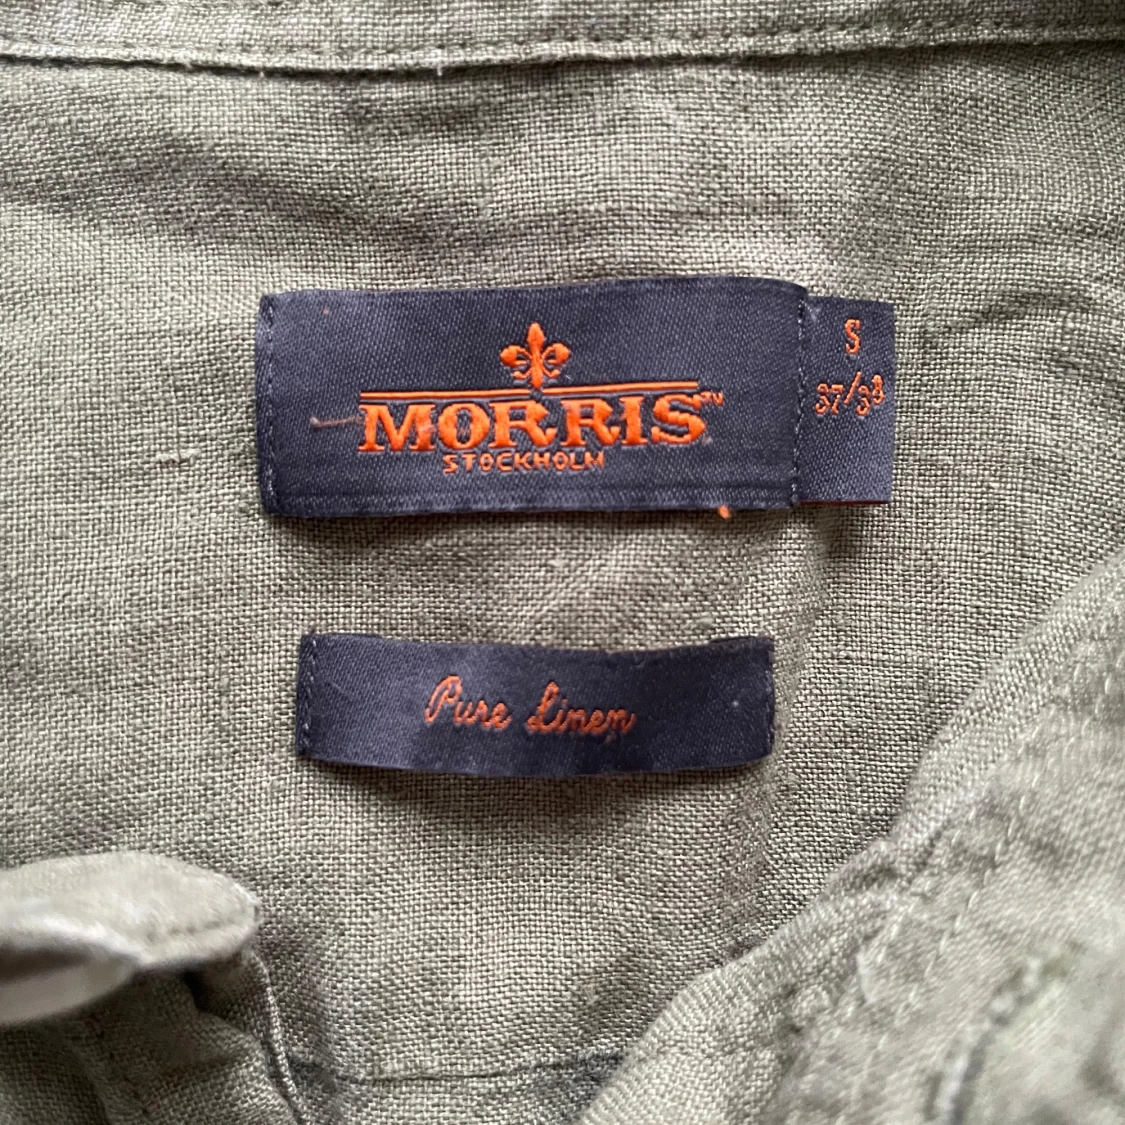 MORRIS™
STOCKHOLM
S
37/38
Pure Linen